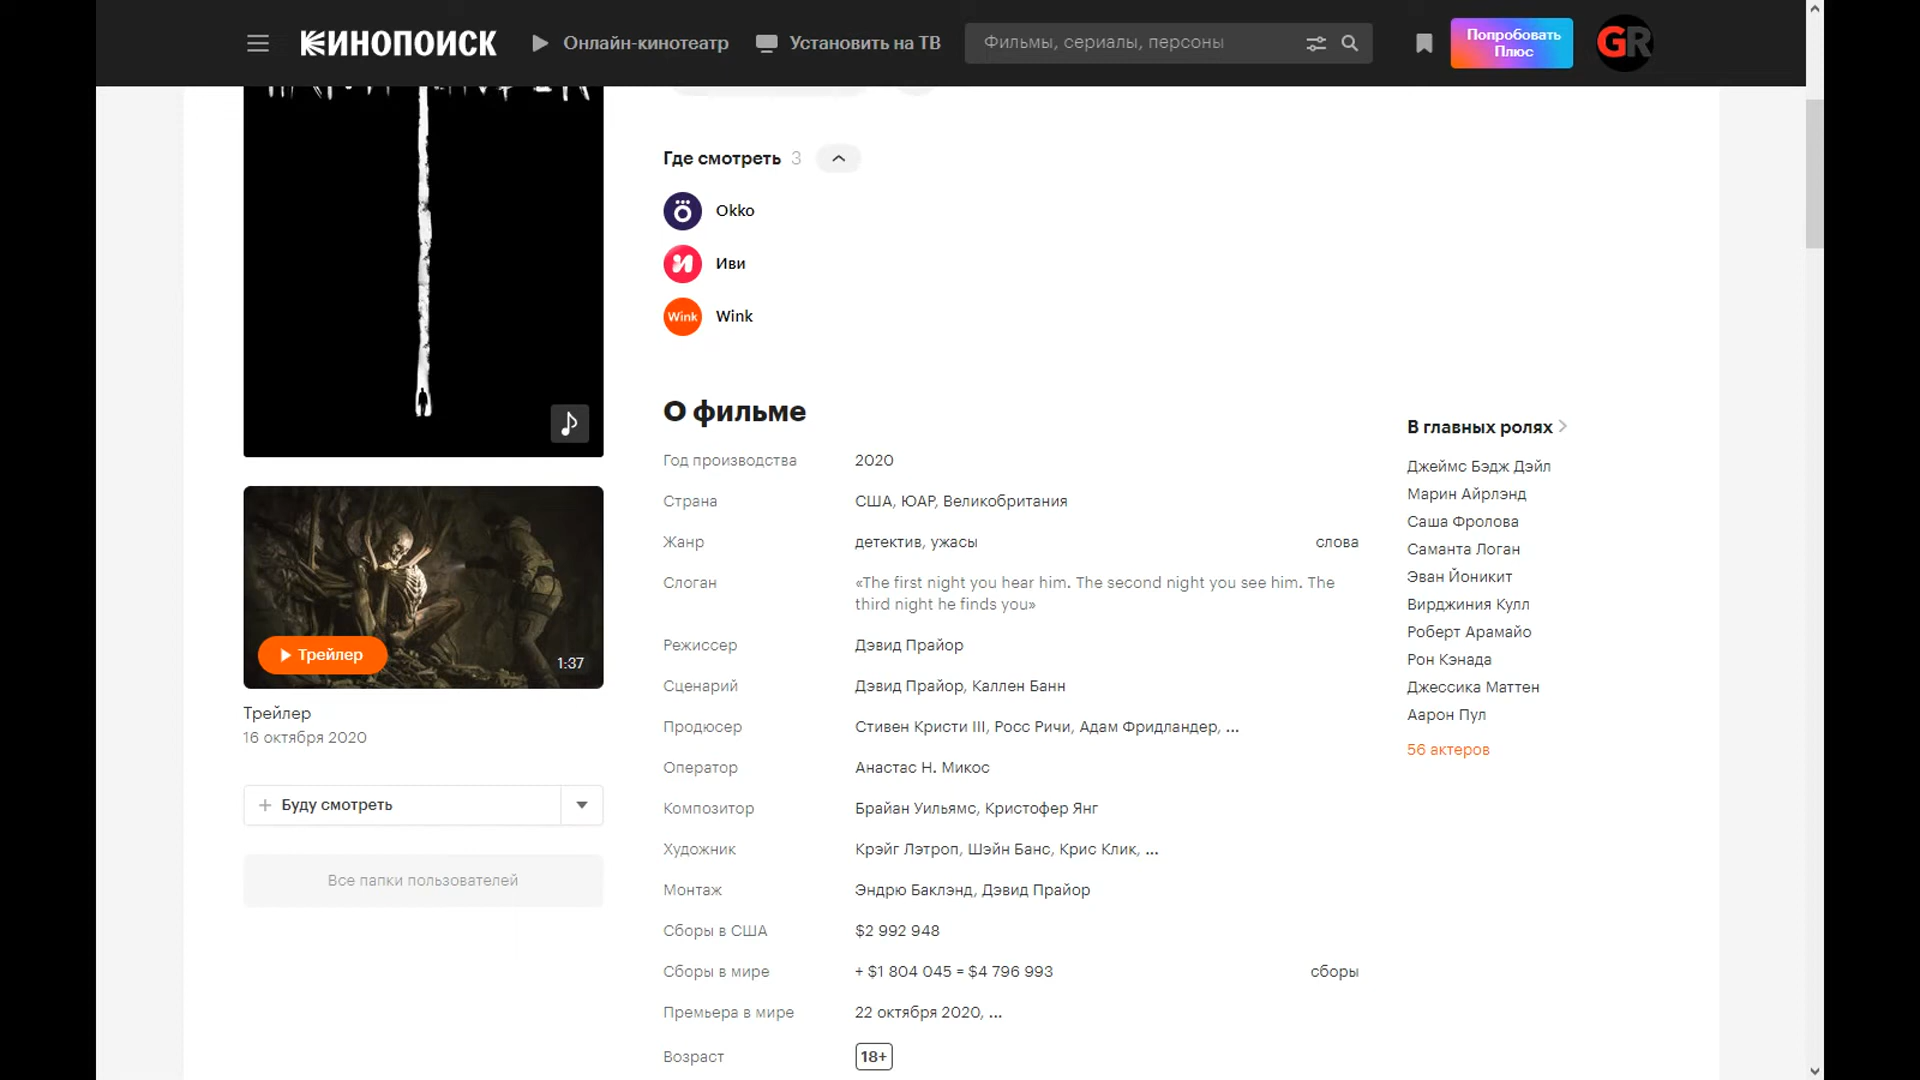 КИНОПОИСК
Онлайн-кинотеатр
Установить на ТВ
Фильмы, сериалы, персоны
Попробовать
Плюс
GR
Где смотреть 3
Okko
Иви
Wink Wink
О фильме
Год производства 2020
Страна США, ЮАР, Великобритания
Жанр детектив, ужасы слова
Слоган «The first night you hear him. The second night you see him. The
third night he finds you»
Режиссер Дэвид Прайор
Сценарий Дэвид Прайор, Каллен Банн
Продюсер Стивен Кристи III, Росс Ричи, Адам Фридландер, ...
Оператор Анастас Н. Микос
Композитор Брайан Уильямс, Кристофер Янг
Художник Крэйг Лэтроп, Шэйн Банс, Крис Клик, ...
Монтаж Эндрю Баклэнд, Дэвид Прайор
Сборы в США $2 992 948
Сборы в мире + $1 804 045 = $4 796 993 сборы
Премьера в мире 22 октября 2020, ...
Возраст 18+
В главных ролях
Джеймс Бэдж Дэйл
Марин Айрлэнд
Саша Фролова
Саманта Логан
Эван Йоникит
Вирджиния Кулл
Роберт Арамайо
Рон Кэнада
Джессика Маттен
Аарон Пул
56 актеров
Трейлер
1:37
Трейлер
16 октября 2020
Буду смотреть
Все папки пользователей